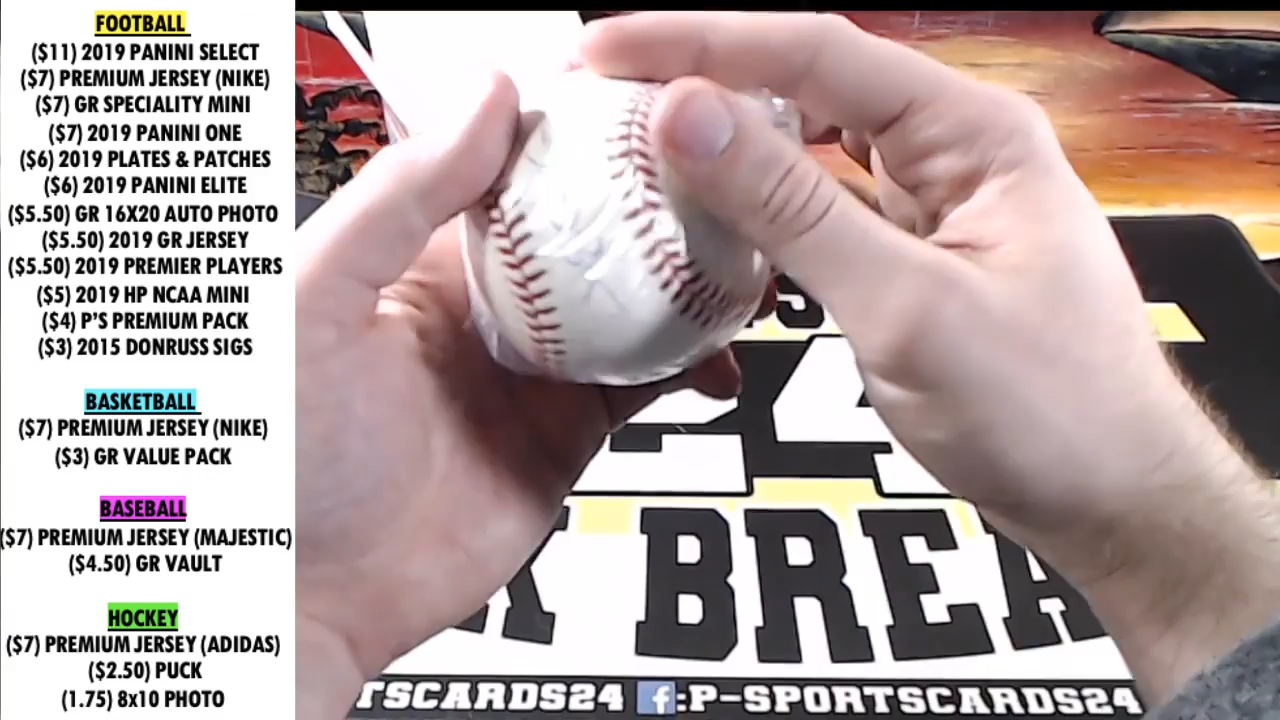 FOOTBALL
($11) 2019 PANINI SELECT
($7) PREMIUM JERSEY (NIKE)
($7) GR SPECIALITY MINI
($7) 2019 PANINI ONE
($6) 2019 PLATES & PATCHES
($6) 2019 PANINI ELITE
($5.50) GR 16X20 AUTO PHOTO
($5.50) 2019 GR JERSEY
($5.50) 2019 PREMIER PLAYERS
($5) 2019 HP NCAA MINI
($4) P'S PREMIUM PACK
($3) 2015 DONRUSS SIGS
BASKETBALL
($7) PREMIUM JERSEY (NIKE)
($3) GR VALUE PACK
BASEBALL
($7) PREMIUM JERSEY (MAJESTIC)
($4.50) GR VAULT
HOCKEY
($7) PREMIUM JERSEY (ADIDAS)
($2.50) PUCK
(1.75) 8x10 PHOTO
24
BREA
TSCARDS24 f:P-SPORTSCARDS24